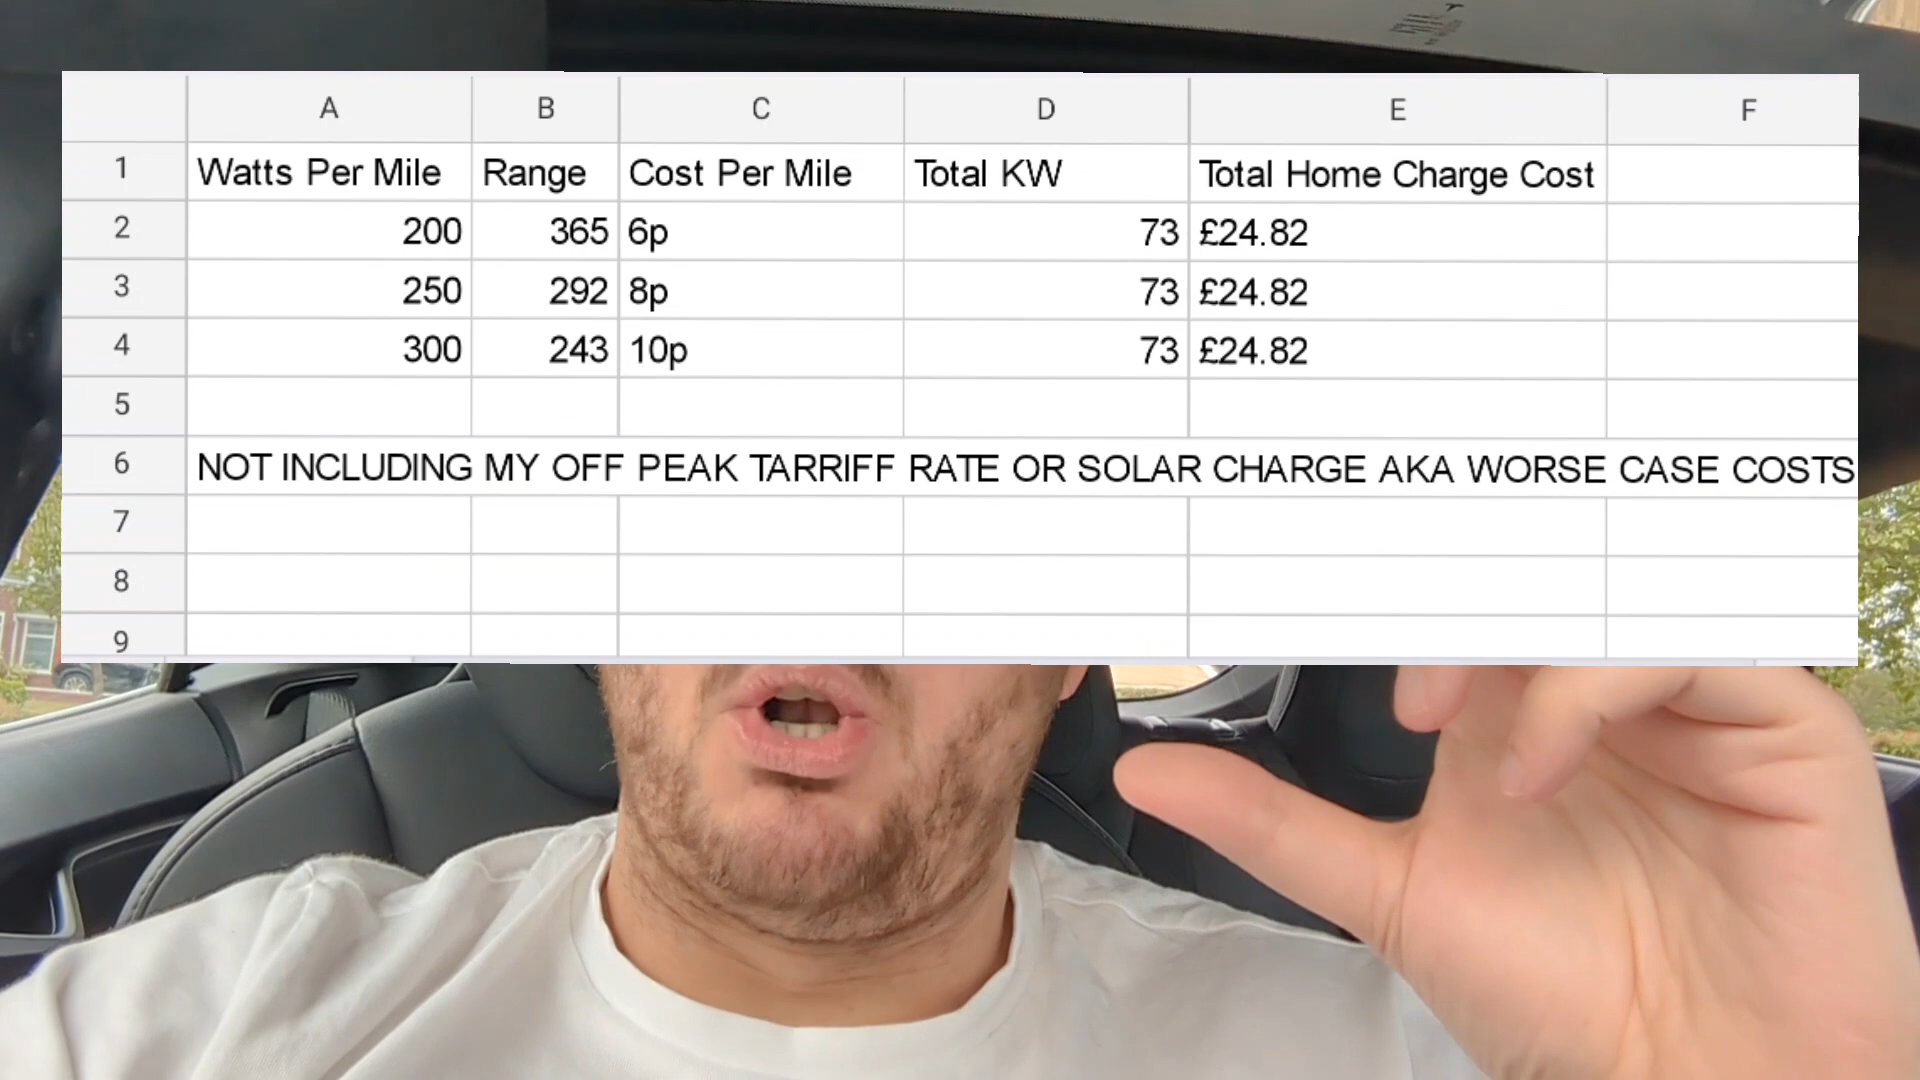 A B C D E F
1 Watts Per Mile Range Cost Per Mile Total KW Total Home Charge Cost
2 200 365 6p 73 £24.82
3 250 292 8p 73 £24.82
4 300 243 10p 73 £24.82
5
6 NOT INCLUDING MY OFF PEAK TARRIFF RATE OR SOLAR CHARGE AKA WORSE CASE COSTS
7
8
9